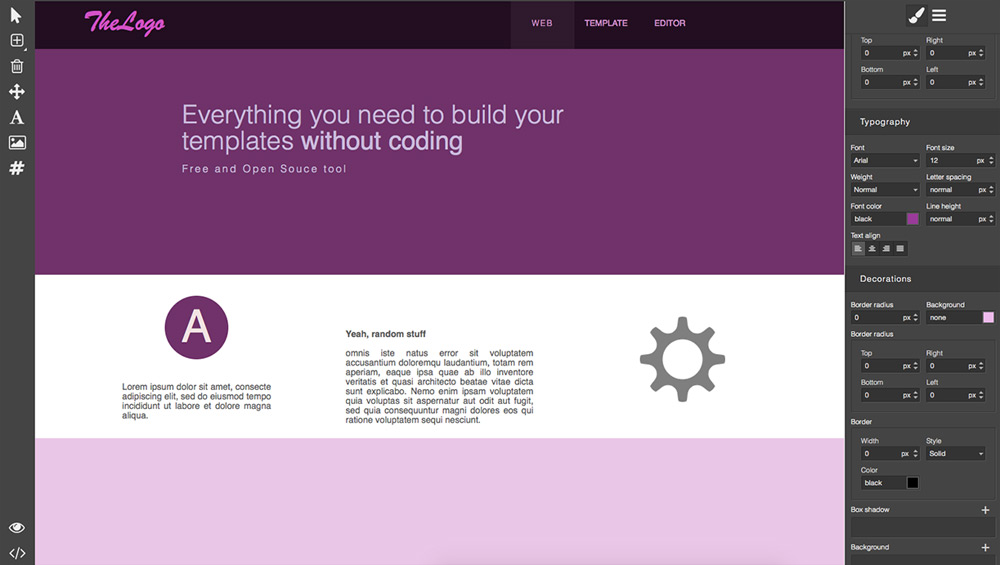 TheLogo
WEB TEMPLATE EDITOR
Everything you need to build your
templates without coding
Free and Open Souce tool
A
Lorem ipsum dolor sit amet, consecte
adipiscing elit, sed do eiusmod tempo
incididunt ut labore et dolore magna
aliqua.
Yeah, random stuff
omnis iste natus error sit voluptatem
accusantium doloremqu laudantium, totam rem
aperiam, eaque ipsa quae ab illo inventore
veritatis et quasi architecto beatae vitae dicta
sunt explicabo. Nemo enim ipsam voluptatem
quia voluptas sit aspernatur aut odit aut fugit,
sed quia consequuntur magni dolores eos qui
ratione voluptatem sequi nesciunt.
A
#
</>
Top Right
0 px 0 px
Bottom Left
0 px 0 px
Typography
Font Font size
Arial 12 px
Weight Letter spacing
Normal normal px
Font color Line height
black normal px
Text align
Decorations
Border radius Background
0 px none
Border radius
Top Right
0 px 0 px
Bottom Left
0 px 0 px
Border
Width Style
0 px Solid
Color
black
Box shadow +
Background +